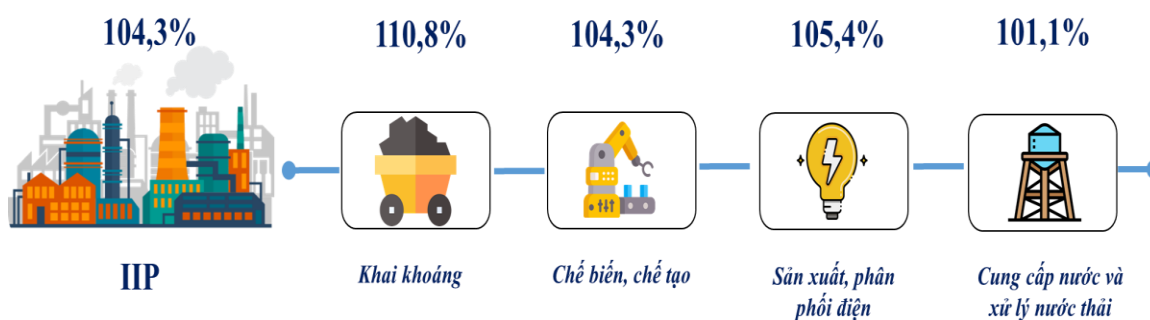 104,3%
110,8%
104,3%
105,4%
101,1%
IIP
Khai khoáng
Chế biến, chế tạo
Sản xuất, phân
phối điện
Cung cấp nước và
xử lý nước thải